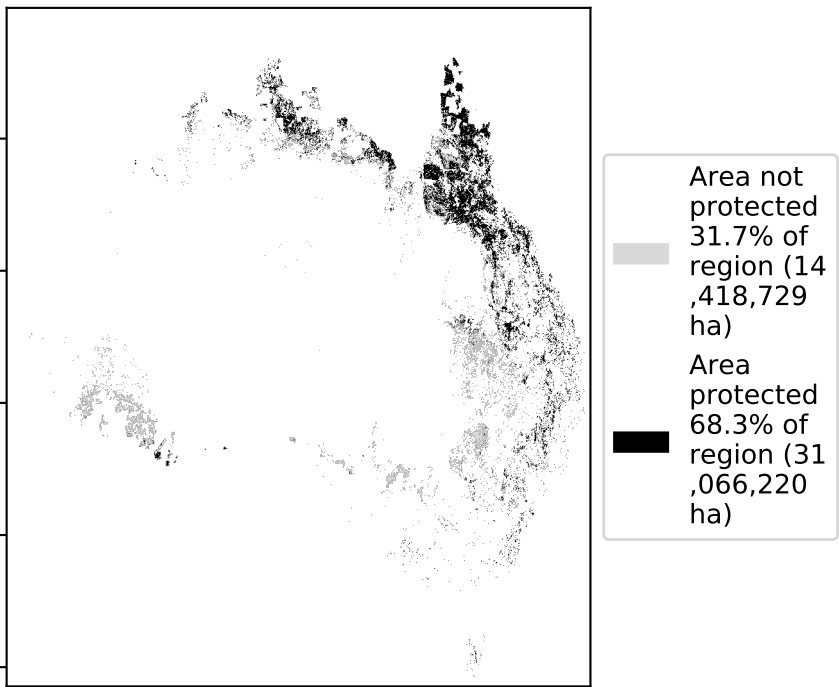 Area not
protected
31.7% of
region (14
,418,729
ha)
Area
protected
68.3% of
region (31
,066,220
ha)